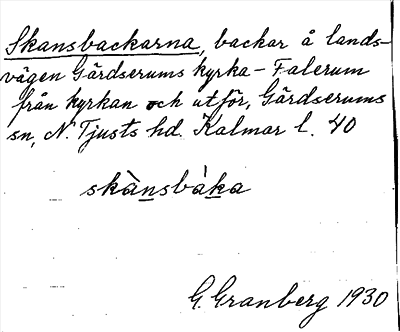 Skansbackarna, backar å lands-
vägen Gärdserums kyrka - Falerum
från kyrkan och utför, Gärdserums
sn, N. Tjusts hd. Kalmar l. 40
skànsbàka
G. Granberg 1930